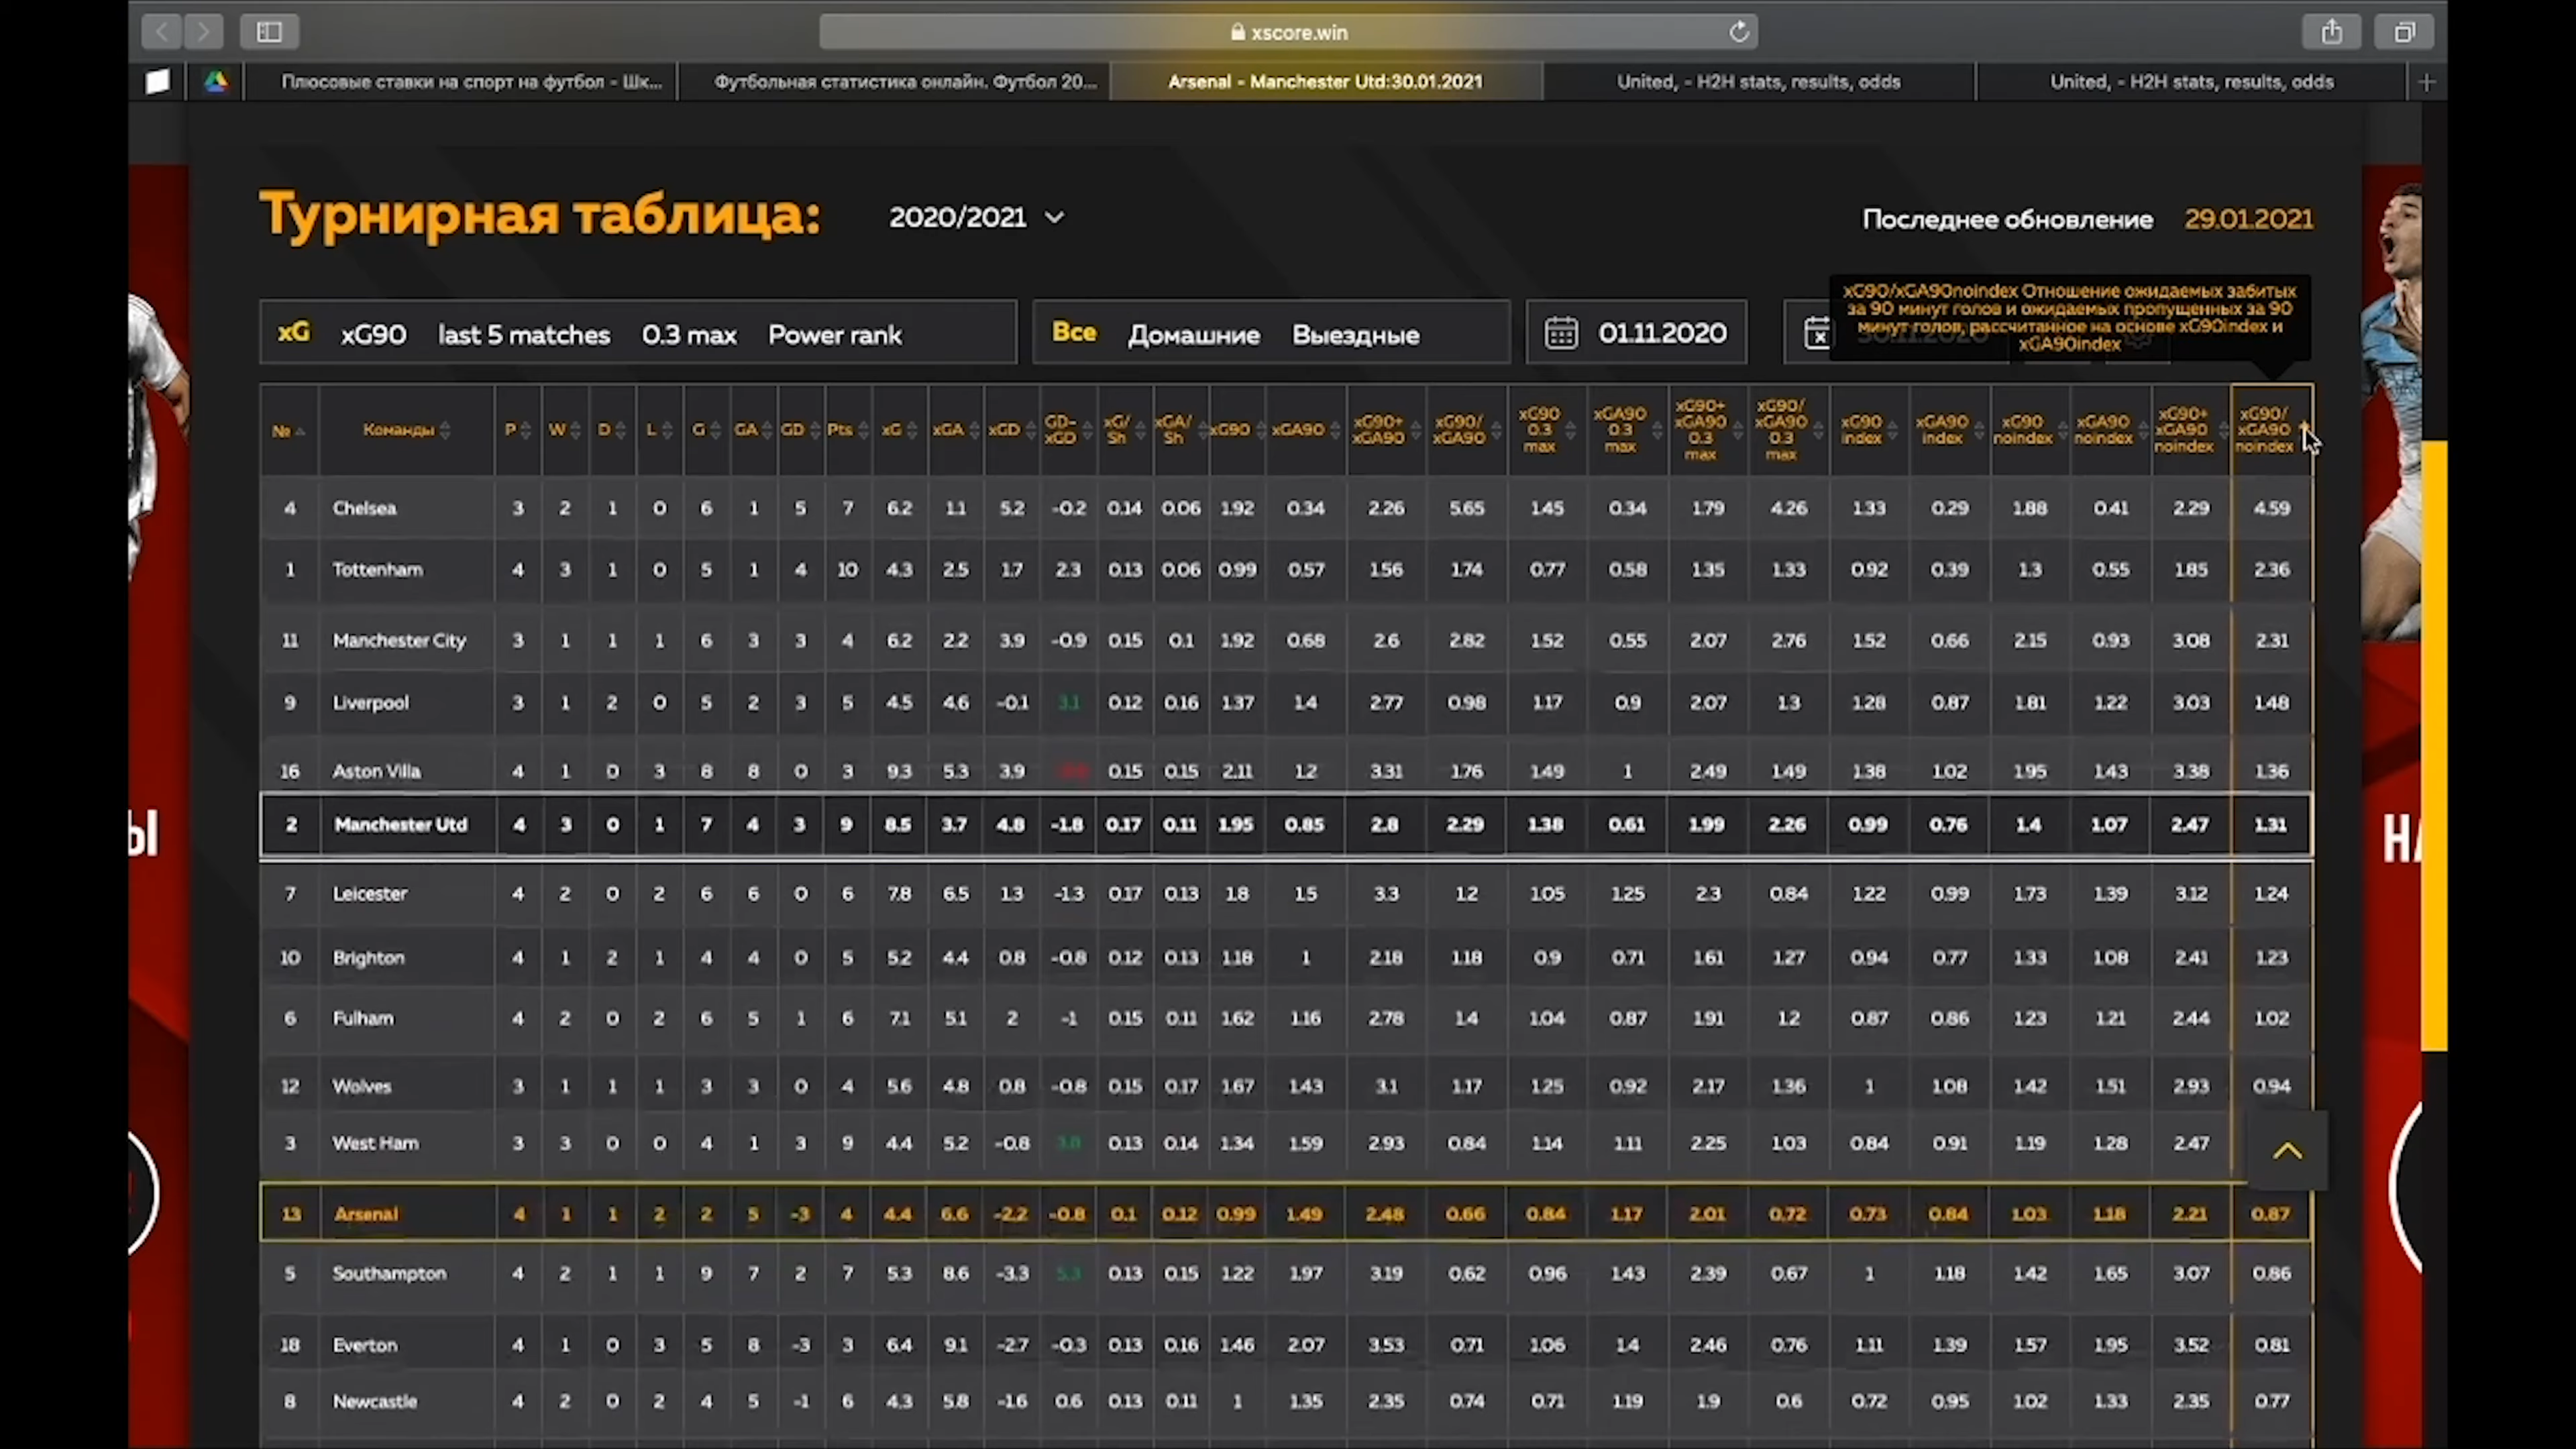 xscore.win
Плюсовые ставки на спорт на футбол - Шк...
Футбольная статистика онлайн. Футбол 20...
Arsenal - Manchester Utd:30.01.2021
United, - H2H stats, results, odds
United, - H2H stats, results, odds
Турнирная таблица:
2020/2021
Последнее обновление 29.01.2021
xG90/xGA90noindex Отношение ожидаемых забитых
за 90 минут голов и ожидаемых пропущенных за 90
минут голов, рассчитанное на основе xG90index и
xGA90index
xG xG90 last 5 matches 0.3 max Power rank
Все Домашние Выездные
01.11.2020
30.11.2020
№ Команды P W D L G GA GD Pts xG xGA xGD GD-xGD xG/Sh xGA/Sh xG90 xGA90 xG90+xGA90 xG90/xGA90 xG90 0.3 max xGA90 0.3 max xG90+xGA90 0.3 max xG90/xGA90 0.3 max xG90 index xGA90 index xG90 noindex xGA90 noindex xG90+xGA90 noindex xG90/xGA90 noindex
4 Chelsea 3 2 1 0 6 1 5 7 6.2 1.1 5.2 -0.2 0.14 0.06 1.92 0.34 2.26 5.65 1.45 0.34 1.79 4.26 1.33 0.29 1.88 0.41 2.29 4.59
1 Tottenham 4 3 1 0 5 1 4 10 4.3 2.5 1.7 2.3 0.13 0.06 0.99 0.57 1.56 1.74 0.77 0.58 1.35 1.33 0.92 0.39 1.3 0.55 1.85 2.36
11 Manchester City 3 1 1 1 6 3 3 4 6.2 2.2 3.9 -0.9 0.15 0.1 1.92 0.68 2.6 2.82 1.52 0.55 2.07 2.76 1.52 0.66 2.15 0.93 3.08 2.31
9 Liverpool 3 1 2 0 5 2 3 5 4.5 4.6 -0.1 3.1 0.12 0.16 1.37 1.4 2.77 0.98 1.17 0.9 2.07 1.3 1.28 0.87 1.81 1.22 3.03 1.48
16 Aston Villa 4 1 0 3 8 8 0 3 9.3 5.3 3.9 0.15 0.15 2.11 1.2 3.31 1.76 1.49 1 2.49 1.49 1.38 1.02 1.95 1.43 3.38 1.36
2 Manchester Utd 4 3 0 1 7 4 3 9 8.5 3.7 4.8 -1.8 0.17 0.11 1.95 0.85 2.8 2.29 1.38 0.61 1.99 2.26 0.99 0.76 1.4 1.07 2.47 1.31
7 Leicester 4 2 0 2 6 6 0 6 7.8 6.5 1.3 -1.3 0.17 0.13 1.8 1.5 3.3 1.2 1.05 1.25 2.3 0.84 1.22 0.99 1.73 1.39 3.12 1.24
10 Brighton 4 1 2 1 4 4 0 5 5.2 4.4 0.8 -0.8 0.12 0.13 1.18 1 2.18 1.18 0.9 0.71 1.61 1.27 0.94 0.77 1.33 1.08 2.41 1.23
6 Fulham 4 2 0 2 6 5 1 6 7.1 5.1 2 -1 0.15 0.11 1.62 1.16 2.78 1.4 1.04 0.87 1.91 1.2 0.87 0.86 1.23 1.21 2.44 1.02
12 Wolves 3 1 1 1 3 3 0 4 5.6 4.8 0.8 -0.8 0.15 0.17 1.67 1.43 3.1 1.17 1.25 0.92 2.17 1.36 1 1.08 1.42 1.51 2.93 0.94
3 West Ham 3 3 0 0 4 1 3 9 4.4 5.2 -0.8 0.13 0.14 1.34 1.59 2.93 0.84 1.14 1.11 2.25 1.03 0.84 0.91 1.19 1.28 2.47
13 Arsenal 4 1 1 2 2 5 -3 4 4.4 6.6 -2.2 -0.8 0.1 0.12 0.99 1.49 2.48 0.66 0.84 1.17 2.01 0.72 0.73 0.84 1.03 1.18 2.21 0.87
5 Southampton 4 2 1 1 9 7 2 7 5.3 8.6 -3.3 5.3 0.13 0.15 1.22 1.97 3.19 0.62 0.96 1.43 2.39 0.67 1 1.18 1.42 1.65 3.07 0.86
18 Everton 4 1 0 3 5 8 -3 3 6.4 9.1 -2.7 -0.3 0.13 0.16 1.46 2.07 3.53 0.71 1.06 1.4 2.46 0.76 1.11 1.39 1.57 1.95 3.52 0.81
8 Newcastle 4 2 0 2 4 5 -1 6 4.3 5.8 -1.6 0.6 0.13 0.11 1 1.35 2.35 0.74 0.71 1.19 1.9 0.6 0.72 0.95 1.02 1.33 2.35 0.77